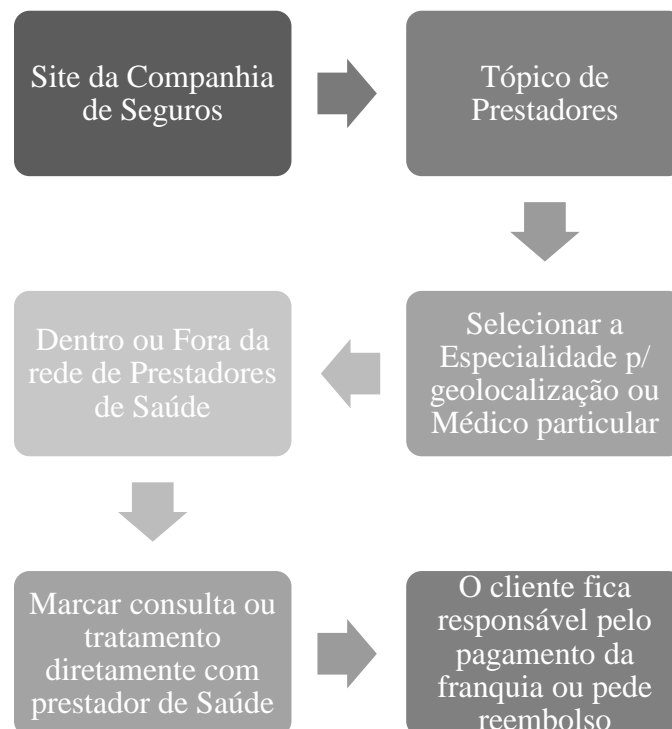 Site da Companhia
de Seguros
Tópico de
Prestadores
Selecionar a
Especialidade p/
geolocalização ou
Médico particular
Dentro ou Fora da
rede de Prestadores
de Saúde
Marcar consulta ou
tratamento
diretamente com
prestador de Saúde
O cliente fica
responsável pelo
pagamento da
franquia ou pede
reembolso